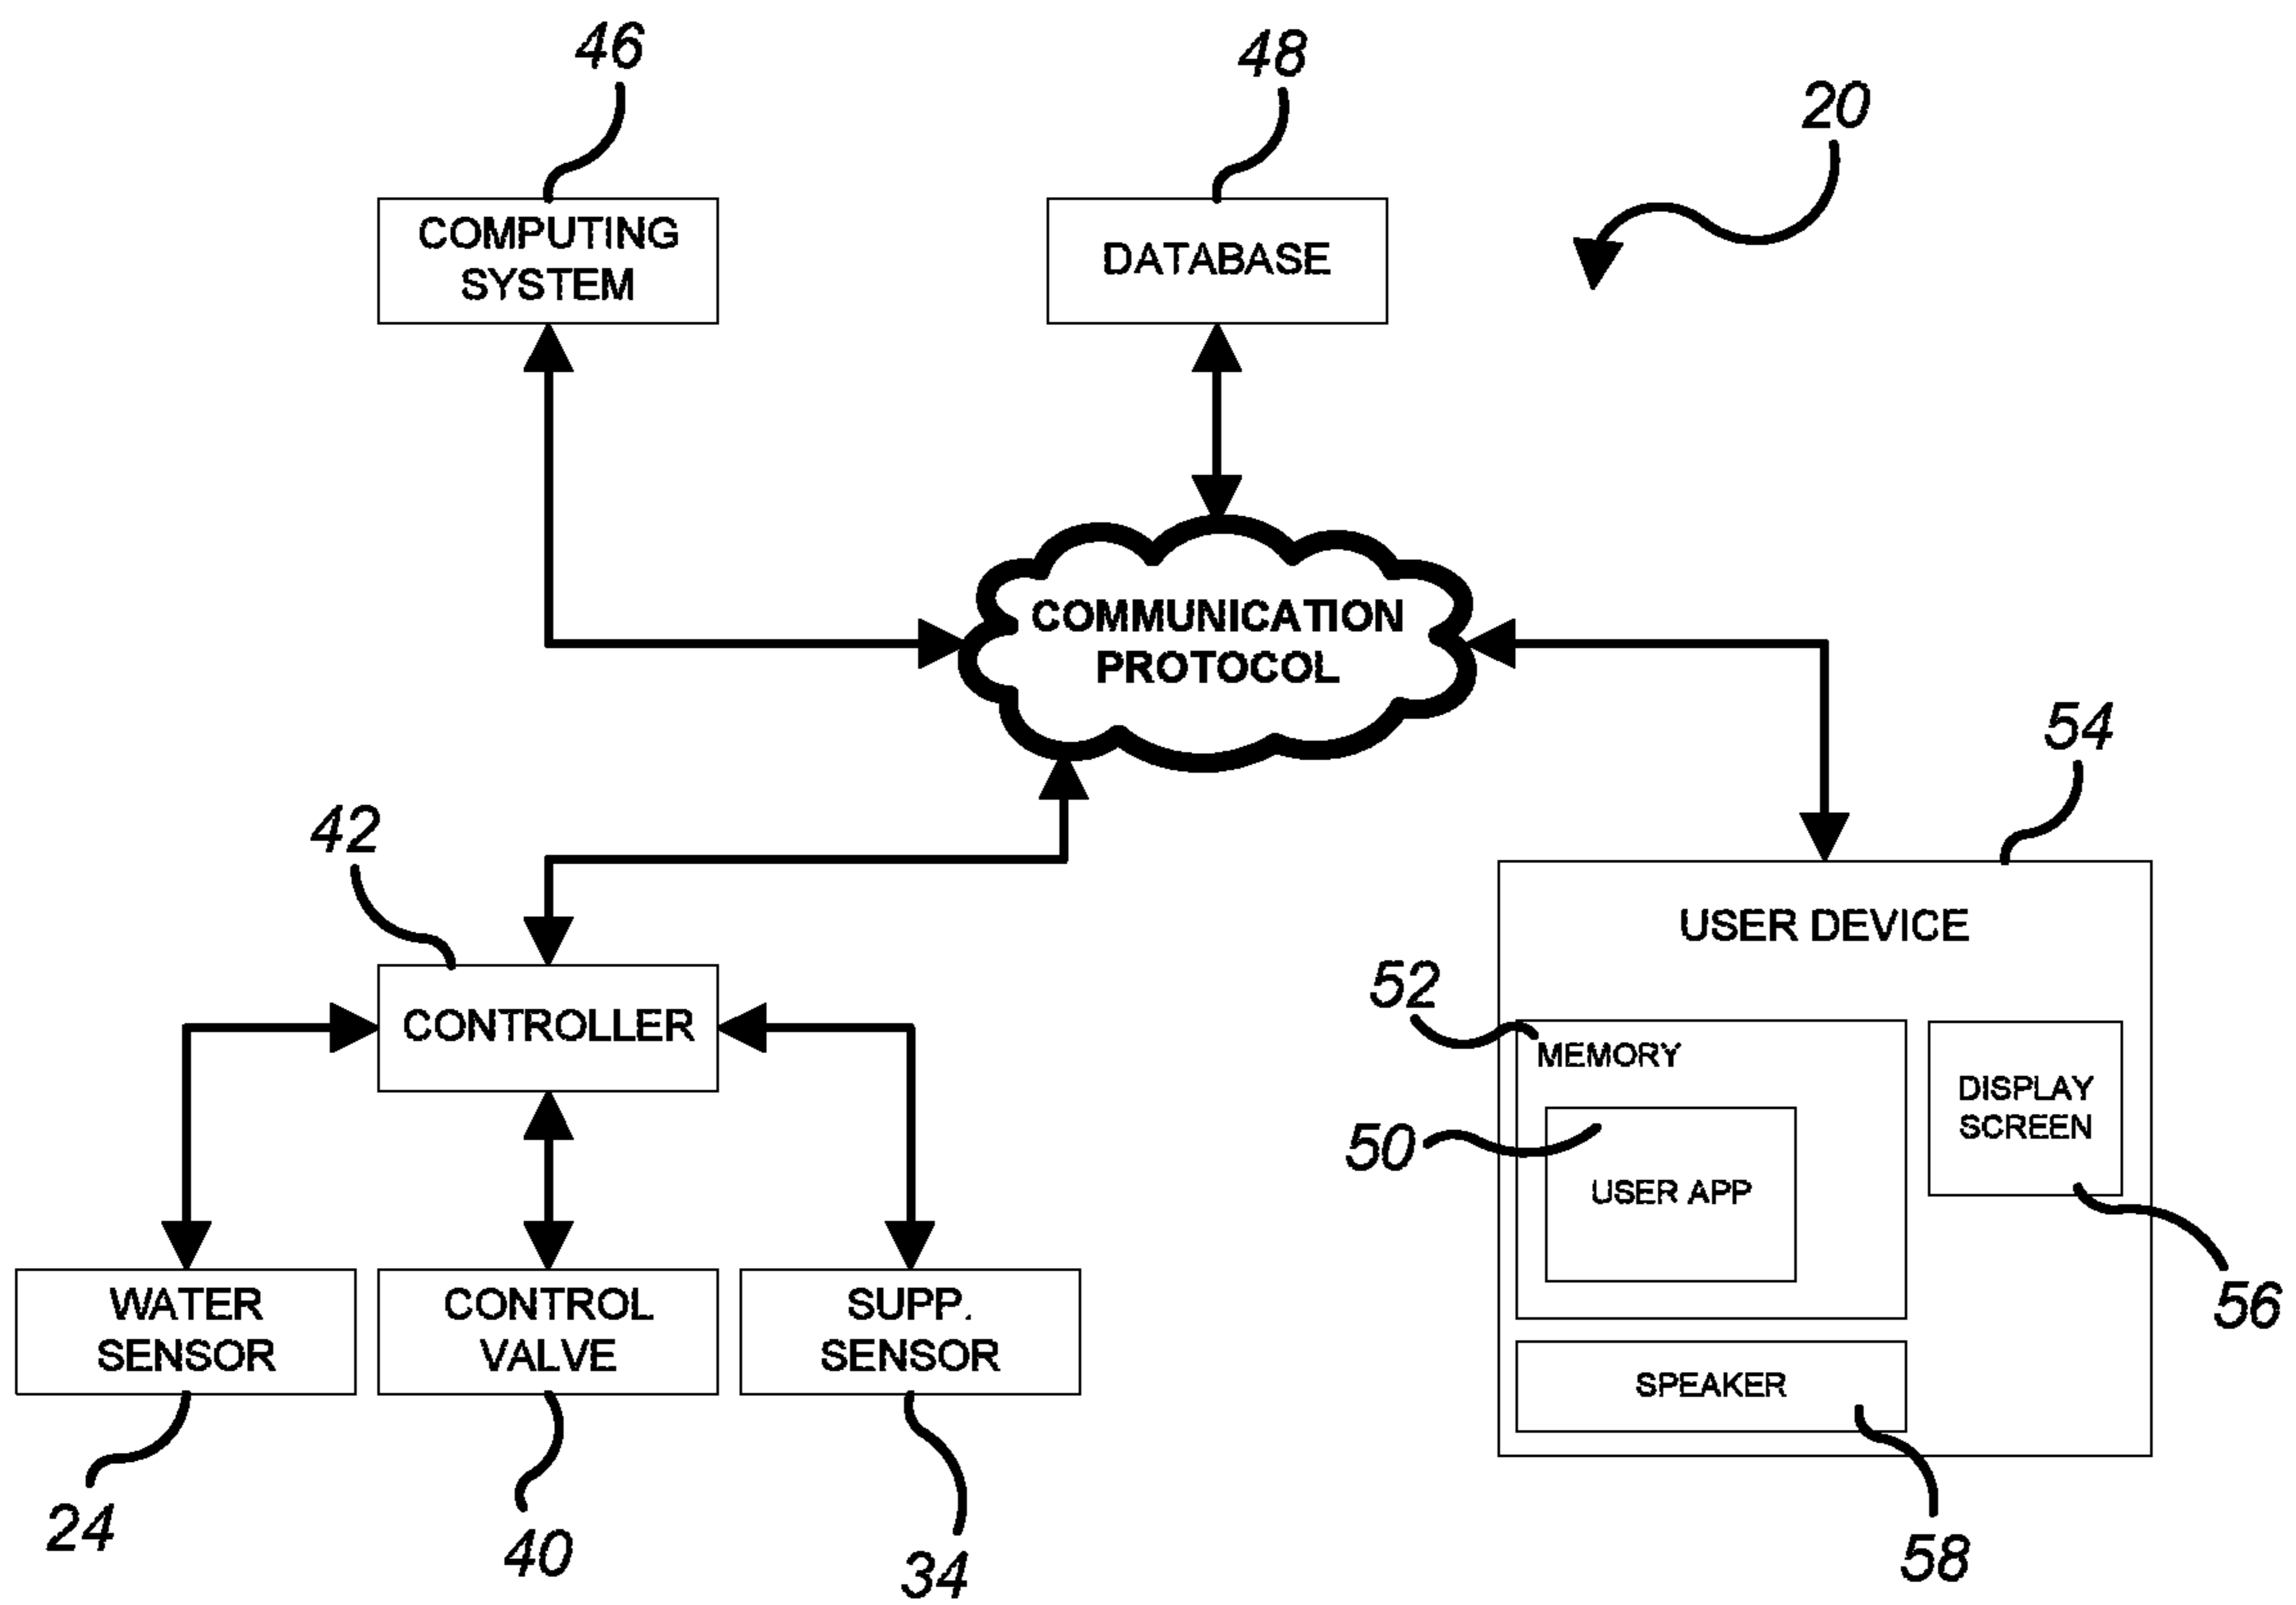 46
48
20
COMPUTING
SYSTEM
DATABASE
COMMUNICATION
PROTOCOL
54
42
USER DEVICE
52
CONTROLLER
MEMORY
DISPLAY
SCREEN
50
USER APP
WATER
SENSOR
CONTROL
VALVE
SUPP.
SENSOR
56
SPEAKER
24
40
34
58